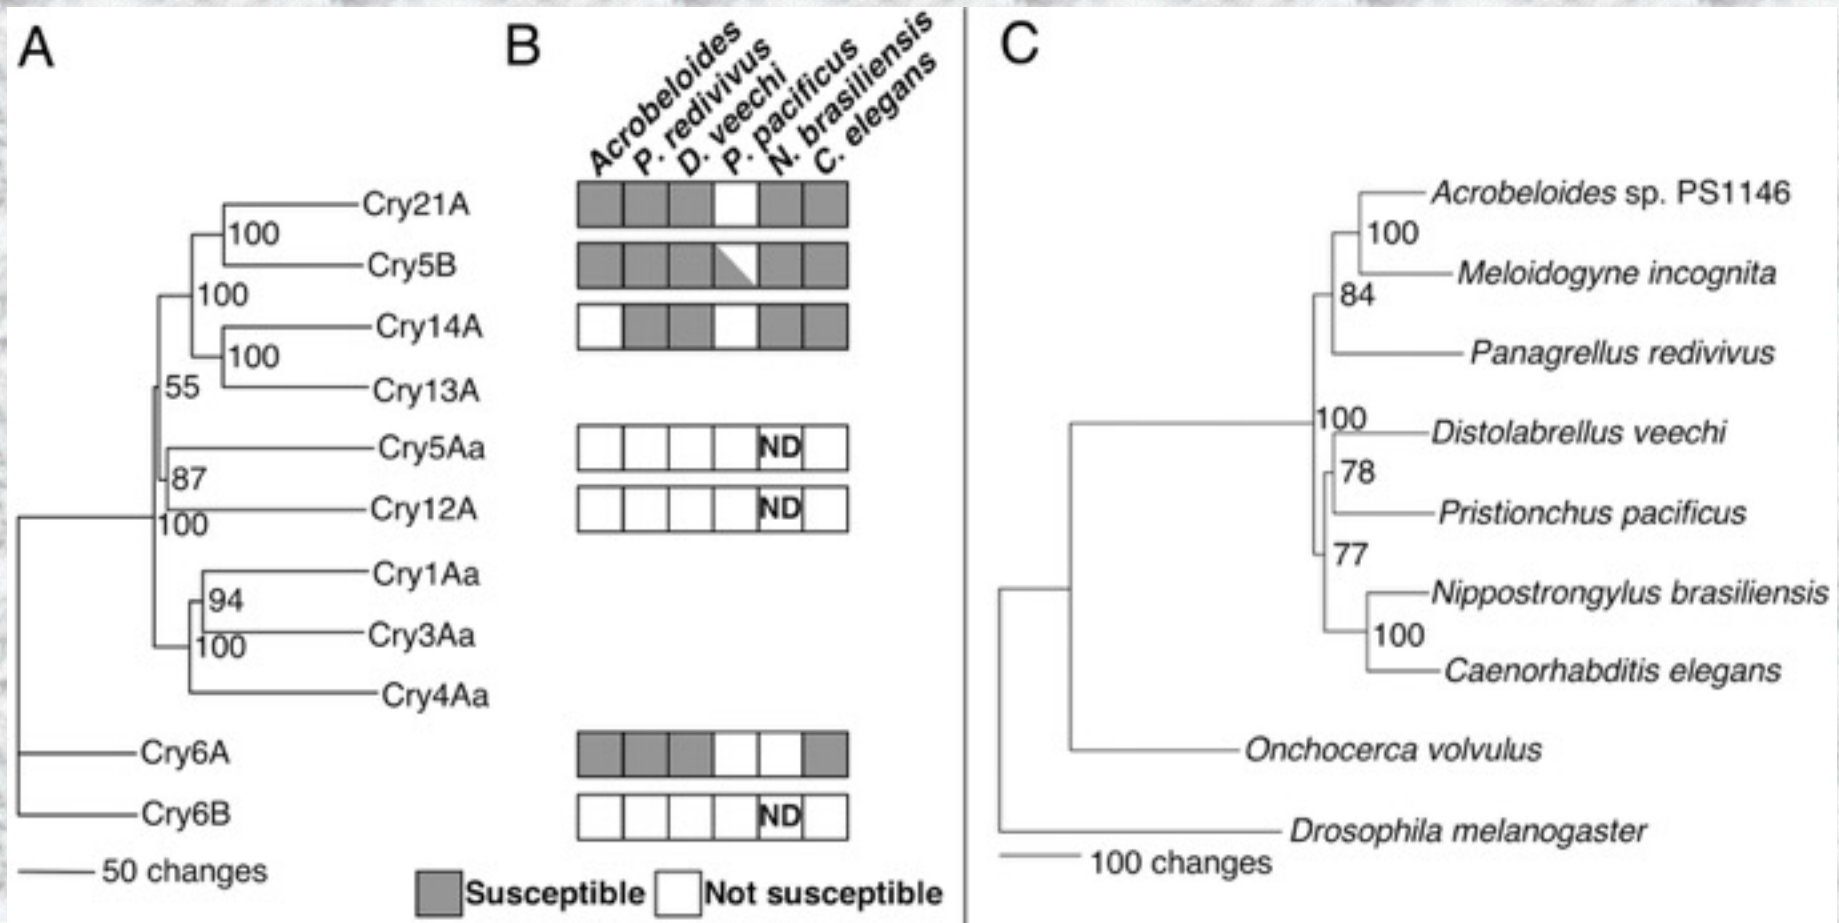 A
B
C
Acrobeloides
P. redivivus
D. veechi
P. pacificus
N. brasiliensis
C. elegans
Cry21A
100
Cry5B
100
Cry14A
100
Cry13A
55
Cry5Aa
87
Cry12A
100
Cry1Aa
94
Cry3Aa
100
Cry4Aa
Cry6A
Cry6B
50 changes
ND
ND
ND
Susceptible
Not susceptible
Acrobeloides sp. PS1146
100
Meloidogyne incognita
84
Panagrellus redivivus
100
Distolabrellus veechi
78
Pristionchus pacificus
77
Nippostrongylus brasiliensis
100
Caenorhabditis elegans
Onchocerca volvulus
Drosophila melanogaster
100 changes